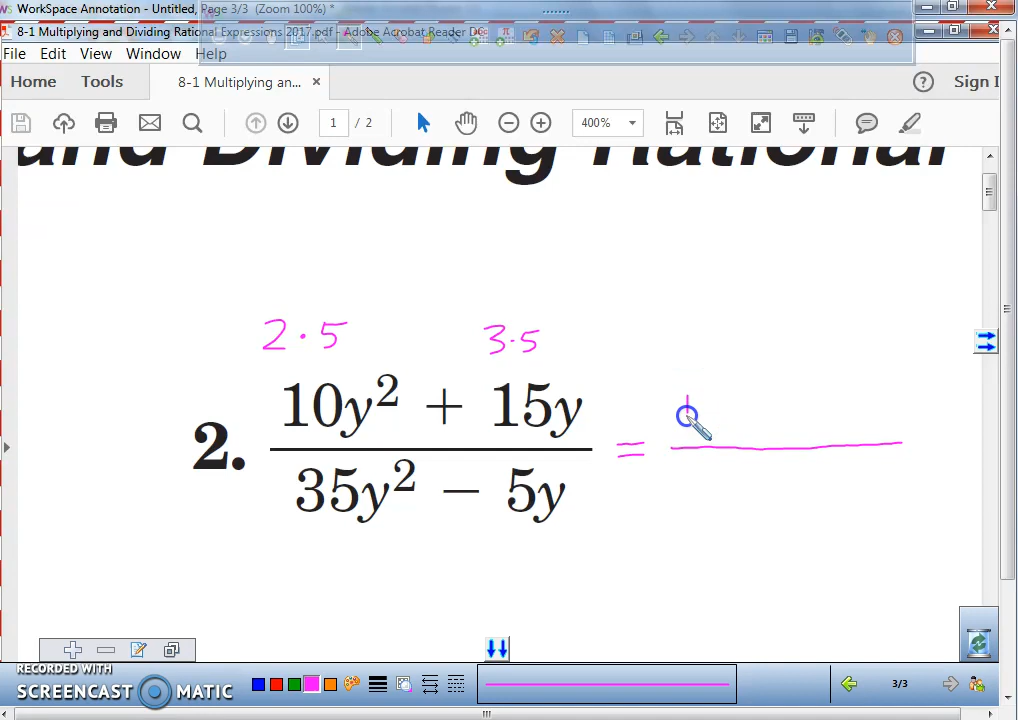 WorkSpace Annotation - Untitled, Page 3/3 (Zoom 100%) *
8-1 Multiplying and Dividing Rational Expressions 2017.pdf - Adobe Acrobat Reader DC
File Edit View Window Help
Home Tools 8-1 Multiplying an... × ? Sign I
1 / 2 400%
and Dividing Rational
2 · 5 3 · 5
2. 10y² + 15y
35y² − 5y =
RECORDED WITH
SCREENCAST MATIC
3/3